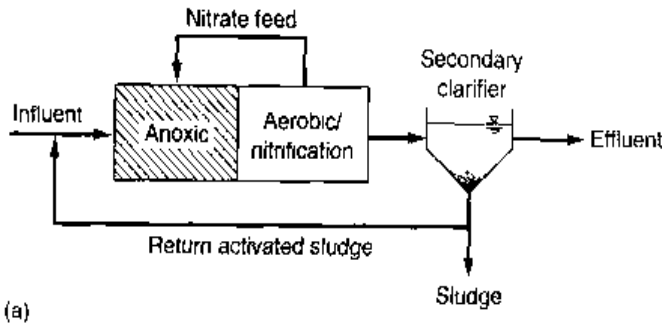 Nitrate feed
Secondary
clarifier
Influent
Anoxic
Aerobic/
nitrification
Effluent
Return activated sludge
Sludge
(a)